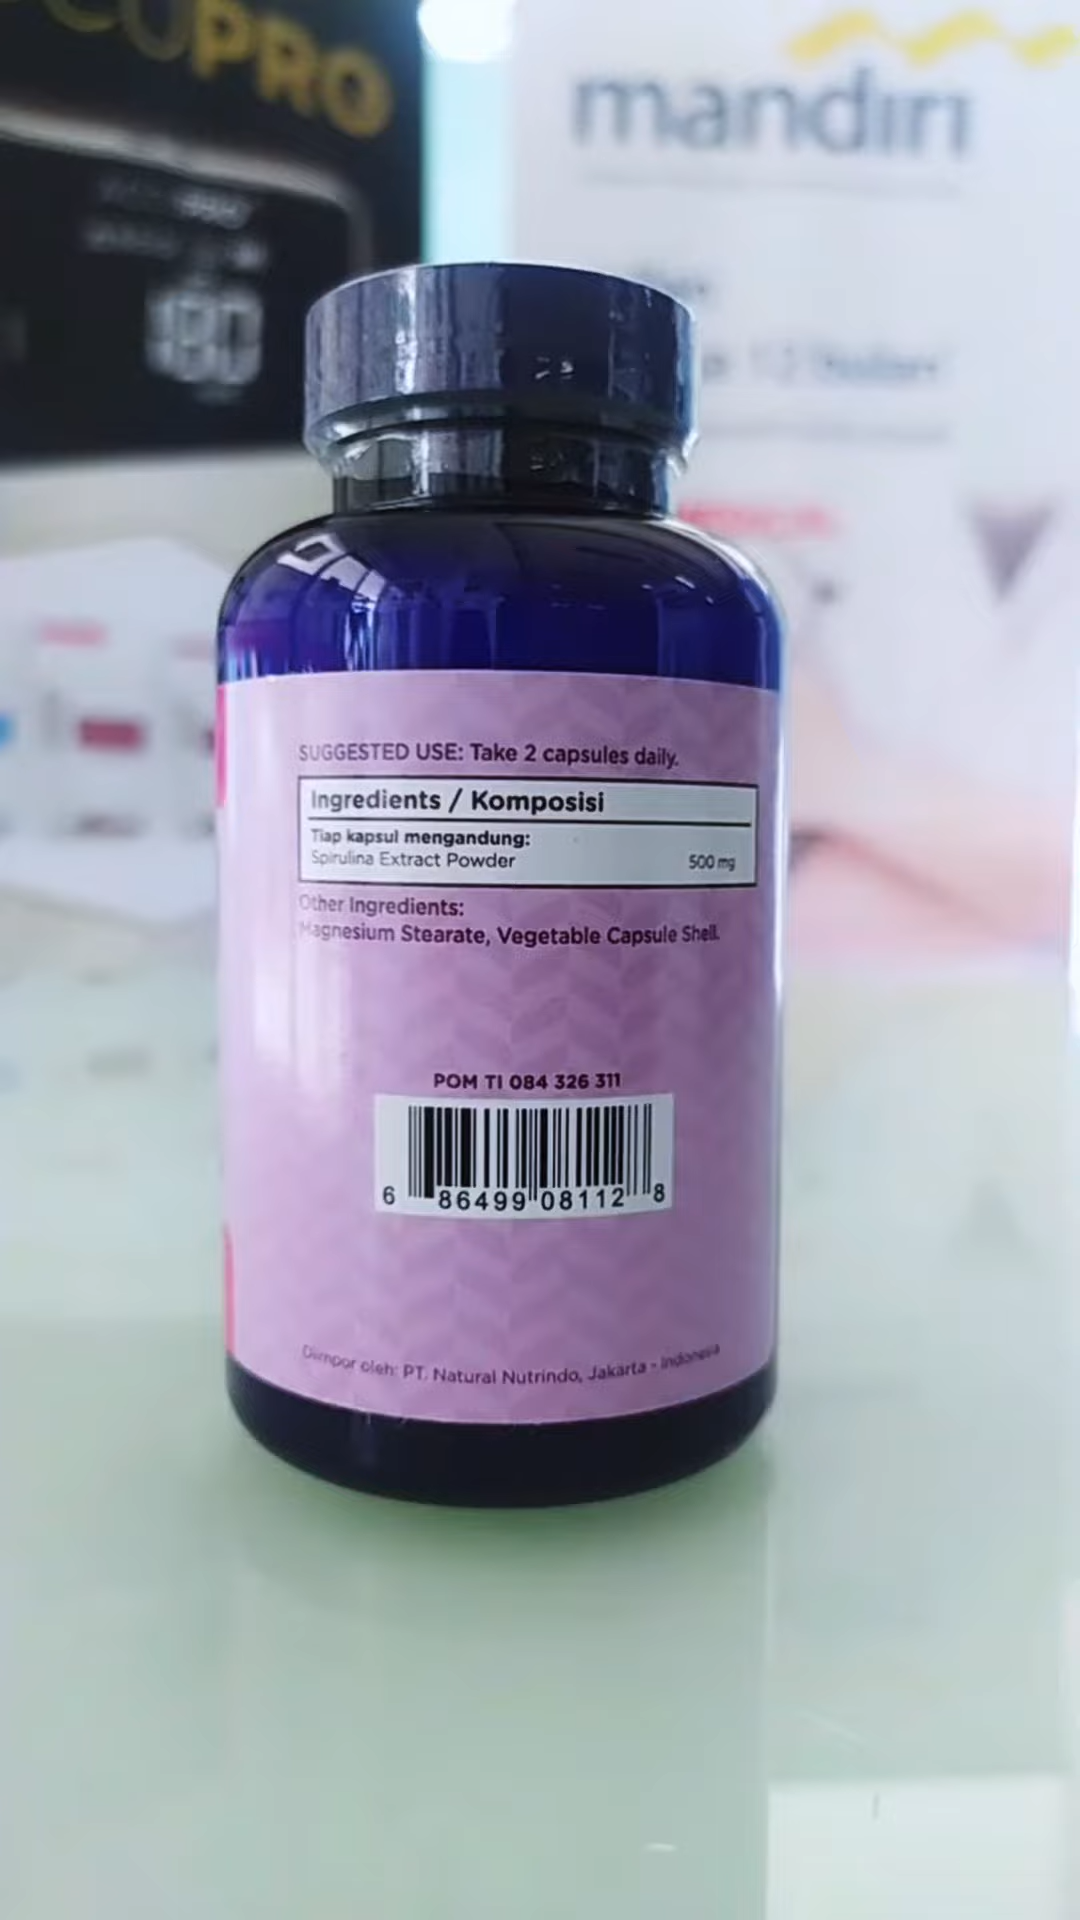 PRO
mandiri
SUGGESTED USE: Take 2 capsules daily.
Ingredients / Komposisi
Tiap kapsul mengandung:
Spirulina Extract Powder 500 mg
Other Ingredients:
Magnesium Stearate, Vegetable Capsule Shell.
POM TI 084 326 311
6 86499 08112 8
Diimpor oleh: PT. Natural Nutrindo, Jakarta - Indonesia